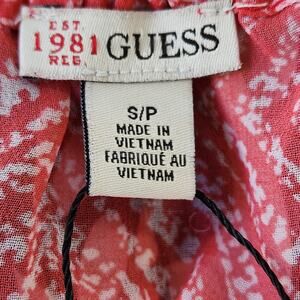 EST.
1981 GUESS
REG.
S/P
MADE IN
VIETNAM
FABRIQUÉ AU
VIETNAM